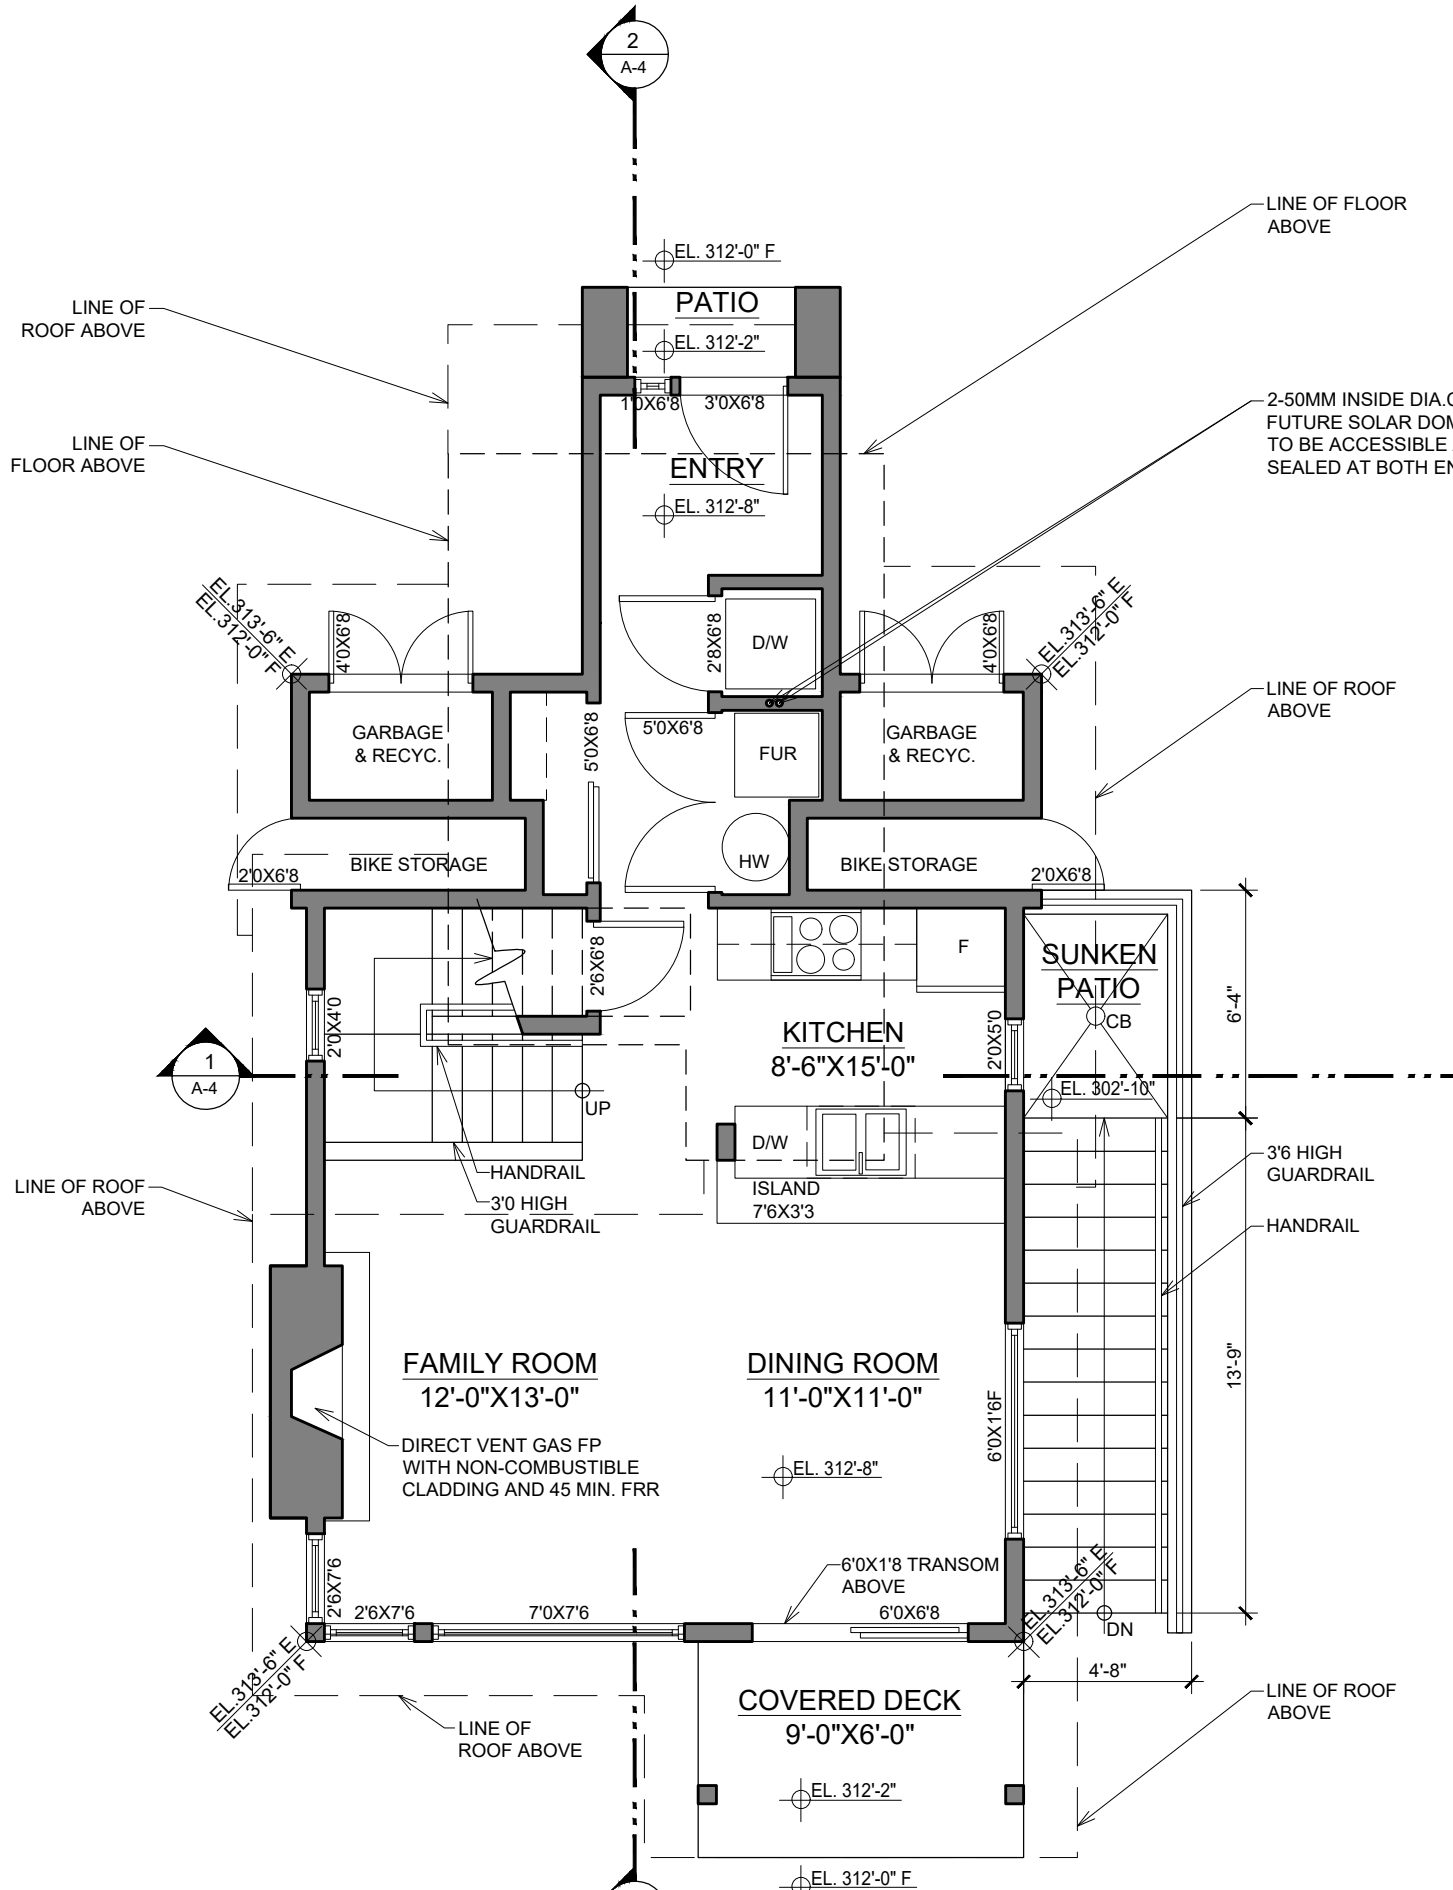 2
A-4
LINE OF FLOOR
ABOVE
EL. 312'-0" F
PATIO
LINE OF
ROOF ABOVE
EL. 312'-2"
1'0X6'8
3'0X6'8
2-50MM INSIDE DIA.
FUTURE SOLAR
TO BE ACCESSIBLE
SEALED AT BOTH
LINE OF
FLOOR ABOVE
ENTRY
EL. 312'-8"
EL.313'-6" E
EL.312'-0" F
4'0X6'8
2'8X6'8
D/W
4'0X6'8
EL.313'-6" E
EL.312'-0" F
LINE OF ROOF
ABOVE
GARBAGE
& RECYC.
5'0X6'8
5'0X6'8
FUR
GARBAGE
& RECYC.
BIKE STORAGE
HW
BIKE STORAGE
2'0X6'8
2'0X6'8
2'6X6'8
F
SUNKEN
PATIO
CB
6'-4"
2'0X4'0
KITCHEN
8'-6"X15'-0"
2'0X5'0
1
A-4
EL. 302'-10"
UP
D/W
HANDRAIL
3'0 HIGH
GUARDRAIL
ISLAND
7'6X3'3
3'6 HIGH
GUARDRAIL
LINE OF ROOF
ABOVE
HANDRAIL
FAMILY ROOM
12'-0"X13'-0"
DINING ROOM
11'-0"X11'-0"
13'-9"
6'0X1'6F
DIRECT VENT GAS FP
WITH NON-COMBUSTIBLE
CLADDING AND 45 MIN. FRR
EL. 312'-8"
2'6X7'6
6'0X1'8 TRANSOM
ABOVE
2'6X7'6
7'0X7'6
6'0X6'8
EL.313'-6" E
EL.312'-0" F
DN
EL.313'-6" E
EL.312'-0" F
4'-8"
LINE OF
ROOF ABOVE
COVERED DECK
9'-0"X6'-0"
LINE OF ROOF
ABOVE
EL. 312'-2"
EL. 312'-0" F